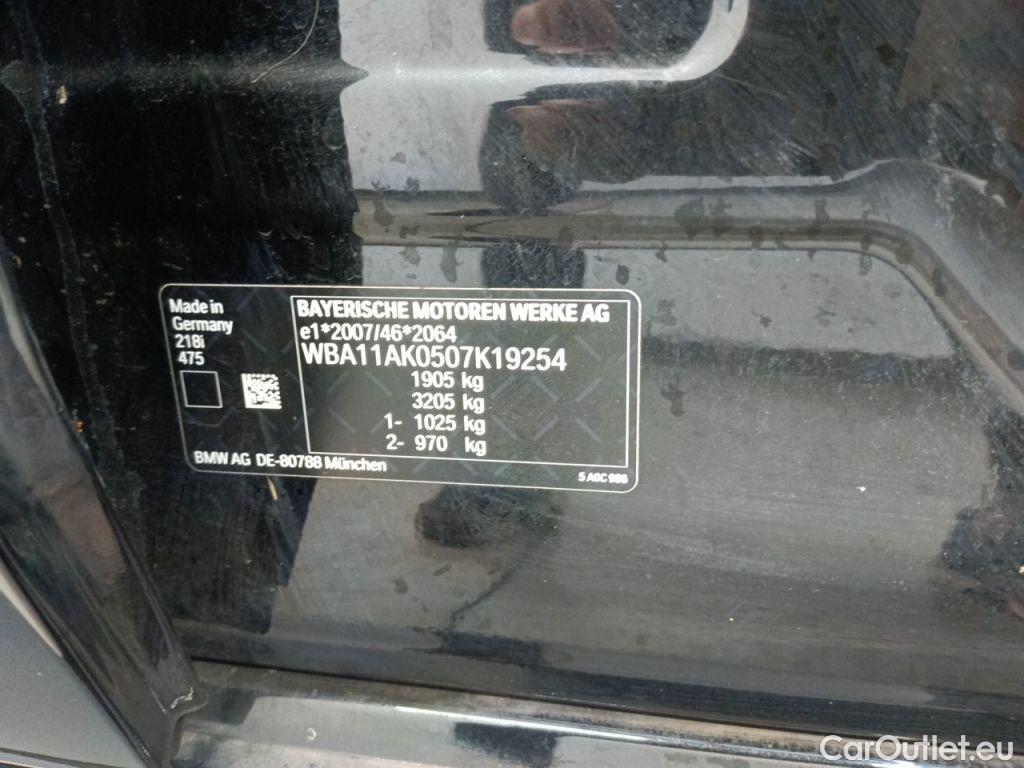 Made in
Germany
218i
475
BAYERISCHE MOTOREN WERKE AG
e1*2007/46*2064
WBA11AK0507K19254
1905 kg
3205 kg
1- 1025 kg
2- 970 kg
BMW AG DE-80788 München
5 A0C 986
CarOutlet.eu